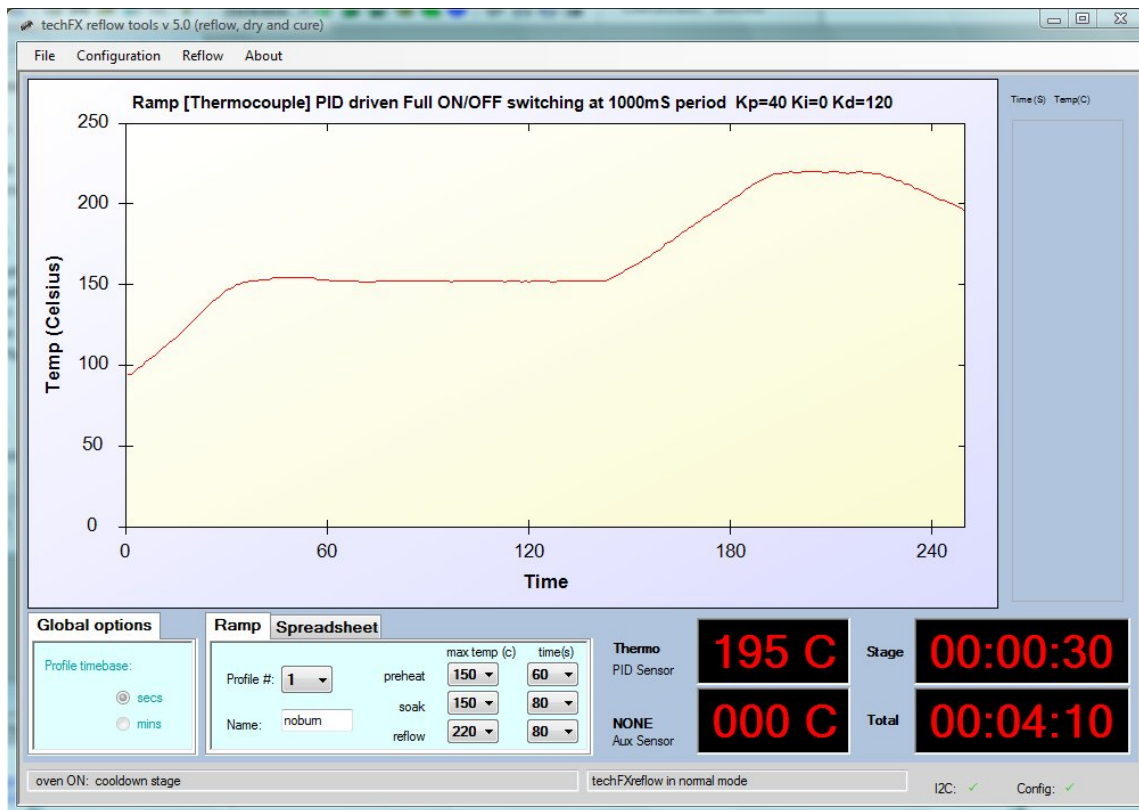 techFX reflow tools v 5.0 (reflow, dry and cure)
File Configuration Reflow About
Ramp [Thermocouple] PID driven Full ON/OFF switching at 1000mS period Kp=40 Ki=0 Kd=120
Time (S) Temp(C)
250
200
150
100
50
0
Temp (Celsius)
0 60 120 180 240
Time
Global options
Profile timebase:
secs
mins
Ramp Spreadsheet
max temp (c) time(s)
Profile #: 1 preheat 150 60
soak 150 80
Name: noburn
reflow 220 80
Thermo
PID Sensor
195 C
Stage
00:00:30
NONE
Aux Sensor
000 C
Total
00:04:10
oven ON: cooldown stage
techFXreflow in normal mode
I2C: ✓ Config: ✓